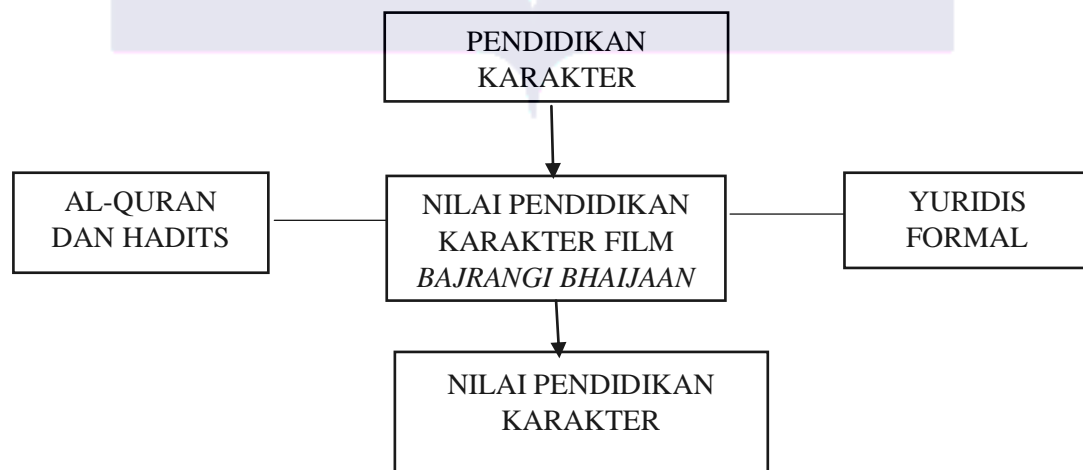 PENDIDIKAN
KARAKTER
AL-QURAN
DAN HADITS
NILAI PENDIDIKAN
KARAKTER FILM
BAJRANGI BHAIJAAN
YURIDIS
FORMAL
NILAI PENDIDIKAN
KARAKTER